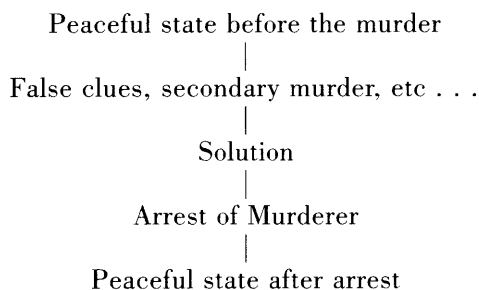 Peaceful state before the murder
False clues, secondary murder, etc . . .
Solution
Arrest of Murderer
Peaceful state after arrest